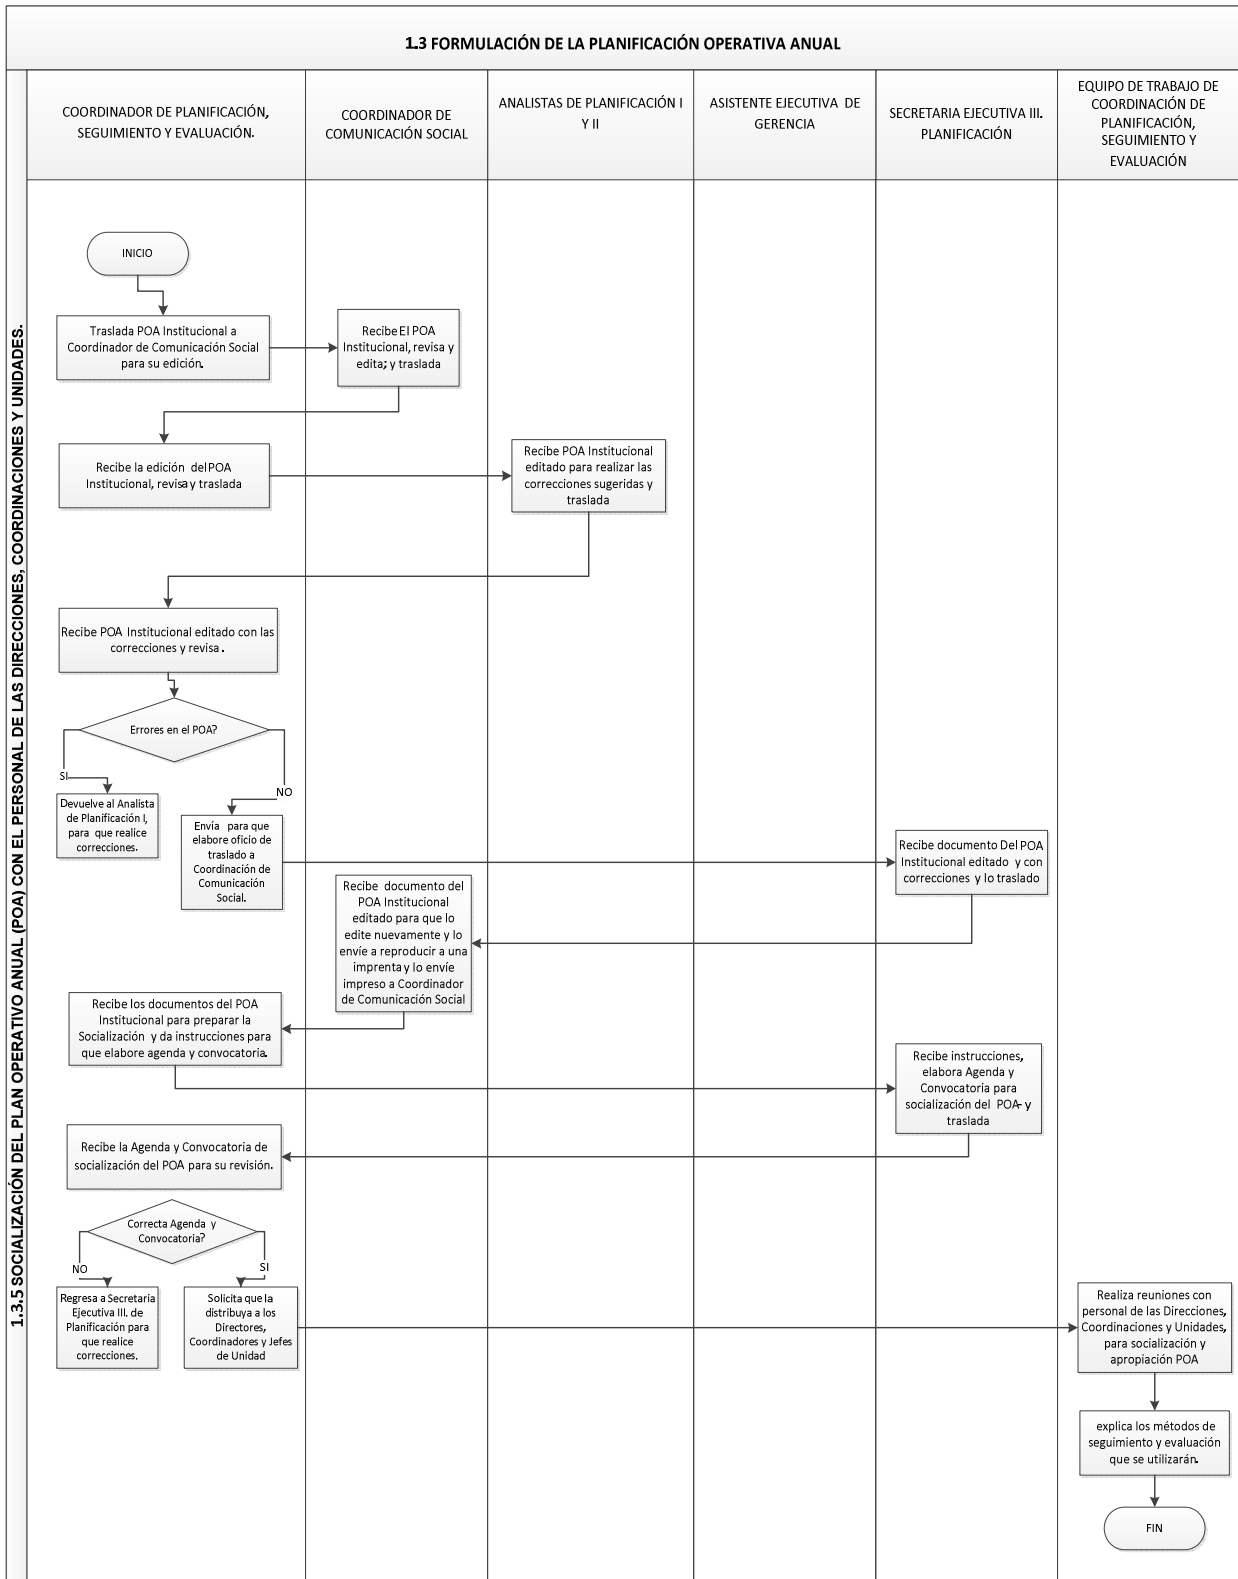 1.3 FORMULACIÓN DE LA PLANIFICACIÓN OPERATIVA ANUAL
1.3.5 SOCIALIZACIÓN DEL PLAN OPERATIVO ANUAL (POA) CON EL PERSONAL DE LAS DIRECCIONES, COORDINACIONES Y UNIDADES.
COORDINADOR DE PLANIFICACIÓN,
SEGUIMIENTO Y EVALUACIÓN.
COORDINADOR DE
COMUNICACIÓN SOCIAL
ANALISTAS DE PLANIFICACIÓN I
Y II
ASISTENTE EJECUTIVA DE
GERENCIA
SECRETARIA EJECUTIVA III.
PLANIFICACIÓN
EQUIPO DE TRABAJO DE
COORDINACIÓN DE
PLANIFICACIÓN,
SEGUIMIENTO Y
EVALUACIÓN
INICIO
Traslada POA Institucional a
Coordinador de Comunicación Social
para su edición.
Recibe El POA
Institucional, revisa y
edita; y traslada
Recibe la edición del POA
Institucional, revisa y traslada
Recibe POA Institucional
editado para realizar las
correcciones sugeridas y
traslada
Recibe POA Institucional editado con las
correcciones y revisa .
Errores en el POA?
SI
NO
Devuelve al Analista
de Planificación I,
para que realice
correcciones.
Envía para que
elabore oficio de
traslado a
Coordinación de
Comunicación
Social.
Recibe documento Del POA
Institucional editado y con
correcciones y lo traslado
Recibe documento del
POA Institucional
editado para que lo
edite nuevamente y lo
envíe a reproducir a una
imprenta y lo envíe
impreso a Coordinador
de Comunicación Social
Recibe los documentos del POA
Institucional para preparar la
Socialización y da instrucciones para
que elabore agenda y convocatoria.
Recibe instrucciones,
elabora Agenda y
Convocatoria para
socialización del POA- y
traslada
Recibe la Agenda y Convocatoria de
socialización del POA para su revisión.
Correcta Agenda y
Convocatoria?
NO
SI
Regresa a Secretaria
Ejecutiva III. de
Planificación para
que realice
correcciones.
Solicita que la
distribuya a los
Directores,
Coordinadores y Jefes
de Unidad
Realiza reuniones con
personal de las Direcciones,
Coordinaciones y Unidades,
para socialización y
apropiación POA
explica los métodos de
seguimiento y evaluación
que se utilizarán.
FIN